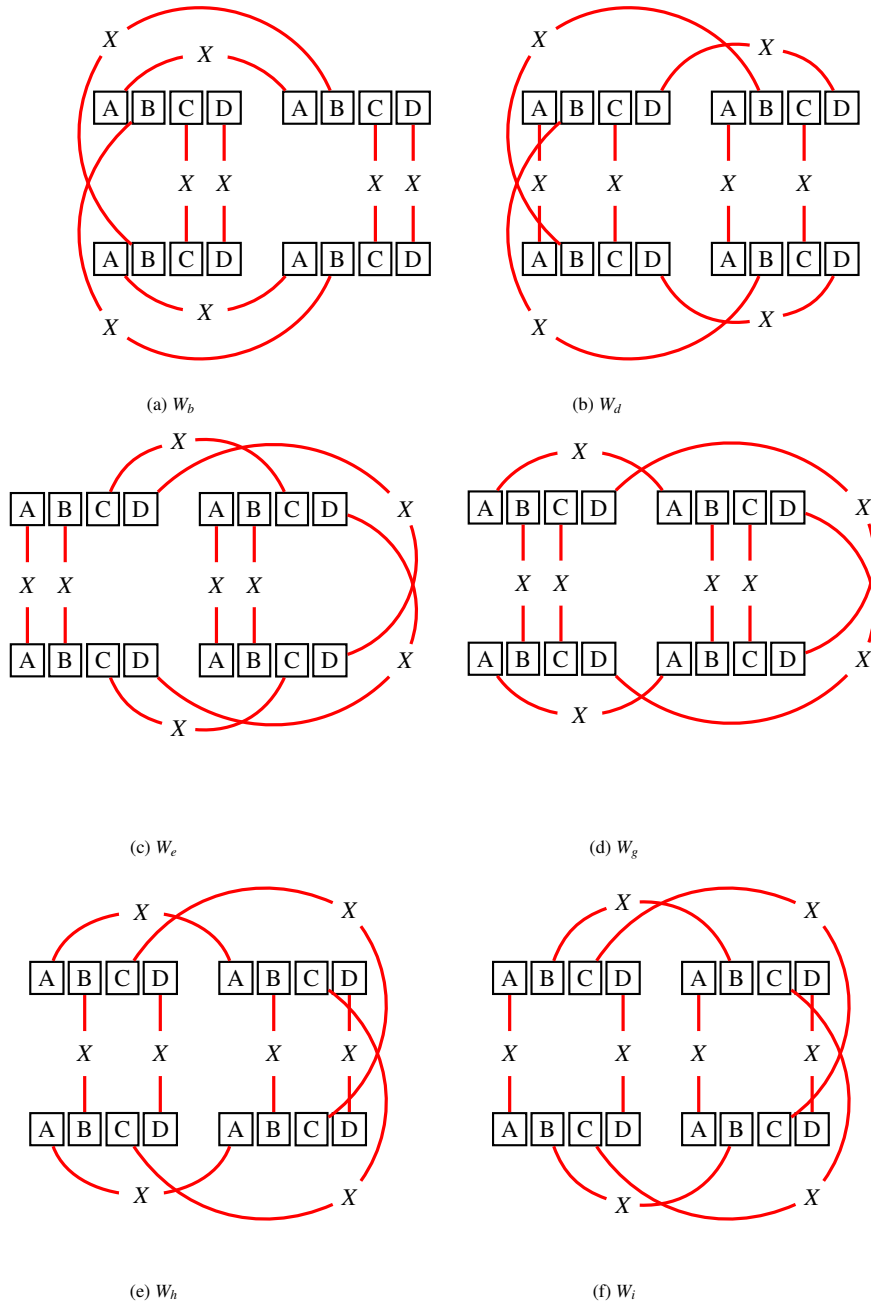 X
X
X
A B C D A B C D
X X X X
A B C D A B C D
X X
X X
(a) W_b (b) W_d
A B C D A B C D X
X X X X
A B C D A B C D X
X
(c) W_e
X
A B C D A B C D X
X X X X
A B C D A B C D X
X
(d) W_g
X X
A B C D A B C D
X X X X
A B C D A B C D
X X
(e) W_h
X X
A B C D A B C D
X X X X
A B C D A B C D
X X
(f) W_i